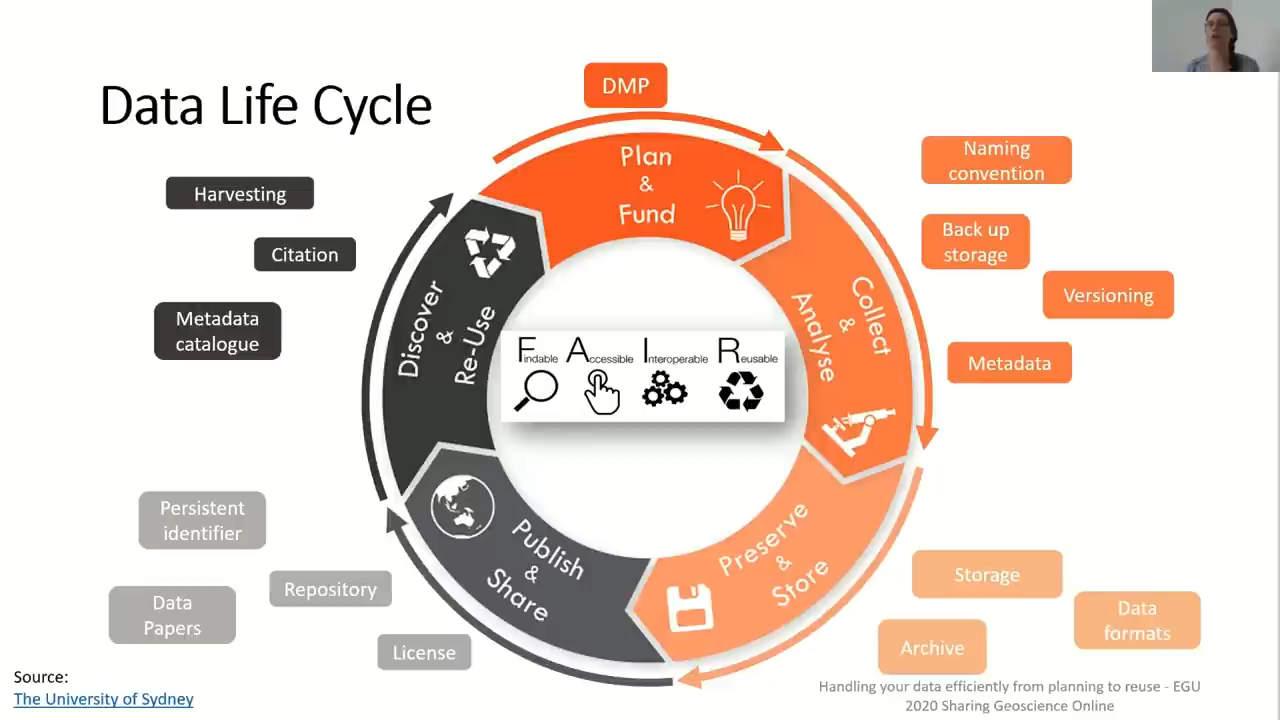 Data Life Cycle
DMP
Plan
&
Fund
Naming
convention
Back up
storage
Versioning
Metadata
Collect
&
Analyse
Harvesting
Citation
Metadata
catalogue
Discover
&
Re-Use
Findable Accessible Interoperable Reusable
Preserve
&
Store
Storage
Data
formats
Archive
Publish
&
Share
Persistent
identifier
Repository
Data
Papers
License
Source:
The University of Sydney
Handling your data efficiently from planning to reuse - EGU
2020 Sharing Geoscience Online